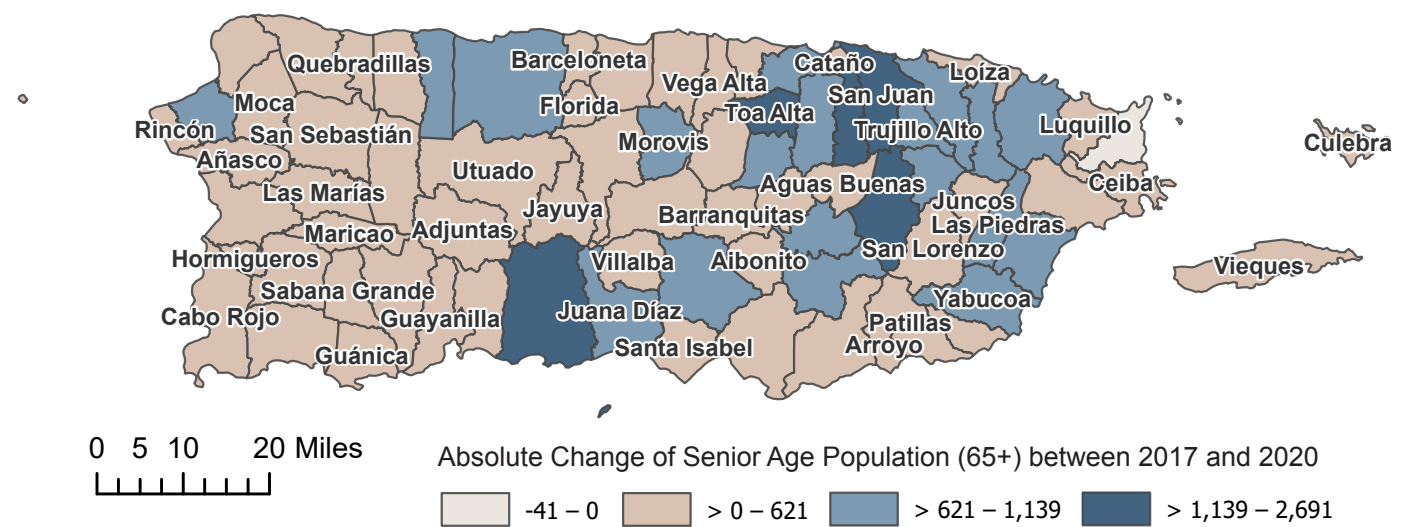 Quebradillas
Barceloneta
Cataño
Loíza
Vega Alta
Moca
Florida
San Juan
Toa Alta
Rincón
San Sebastián
Morovis
Trujillo Alto
Luquillo
Culebra
Añasco
Utuado
Las Marías
Aguas Buenas
Ceiba
Jayuya
Barranquitas
Juncos
Maricao
Adjuntas
Las Piedras
Hormigueros
Villalba
Aibonito
San Lorenzo
Vieques
Sabana Grande
Yabucoa
Cabo Rojo
Guayanilla
Juana Díaz
Patillas
Guánica
Santa Isabel
Arroyo
0 5 10 20 Miles
Absolute Change of Senior Age Population (65+) between 2017 and 2020
-41 – 0 > 0 – 621 > 621 – 1,139 > 1,139 – 2,691